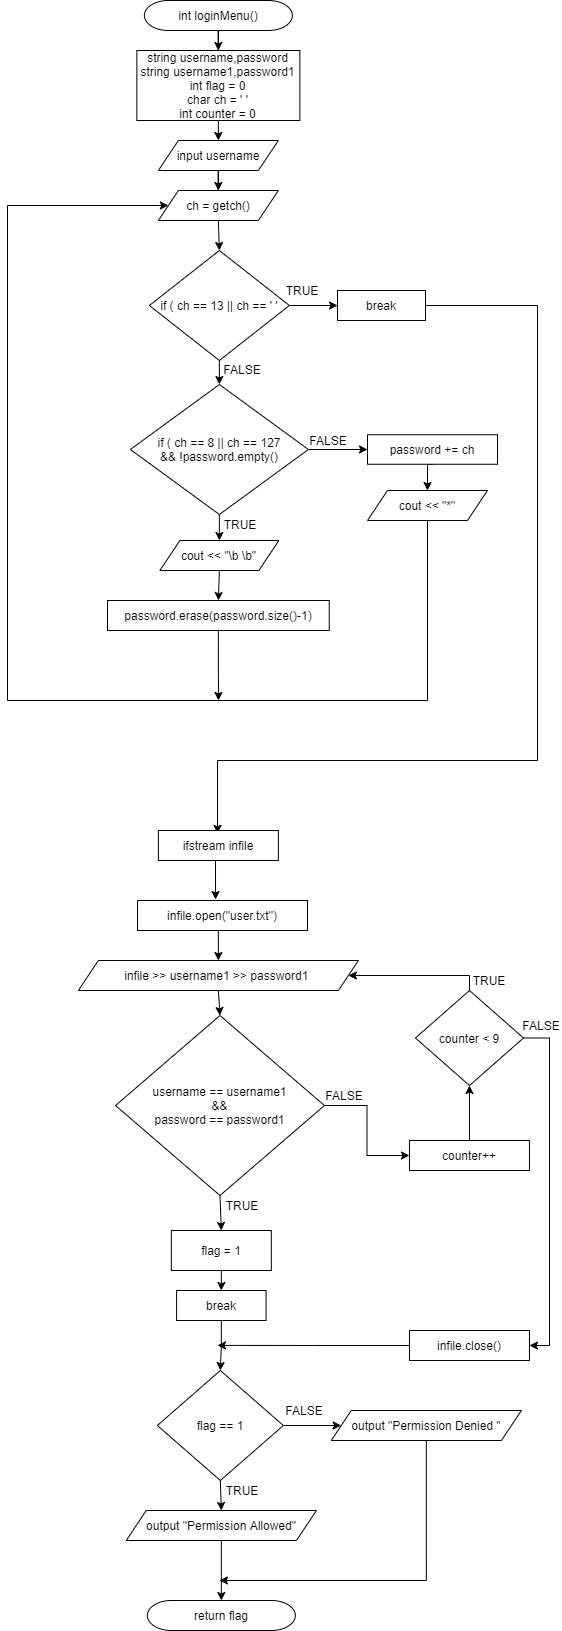 int loginMenu()
string username,password
string username1,password1
int flag = 0
char ch = ' '
int counter = 0
input username
ch = getch()
if ( ch == 13 || ch == ' '
TRUE
break
FALSE
if ( ch == 8 || ch == 127
&& !password.empty()
FALSE
password += ch
cout << "*"
TRUE
cout << "\b \b"
password.erase(password.size()-1)
ifstream infile
infile.open("user.txt")
infile >> username1 >> password1
TRUE
counter < 9
FALSE
username == username1
&&
password == password1
FALSE
counter++
TRUE
flag = 1
break
infile.close()
flag == 1
FALSE
output "Permission Denied "
TRUE
output "Permission Allowed"
return flag